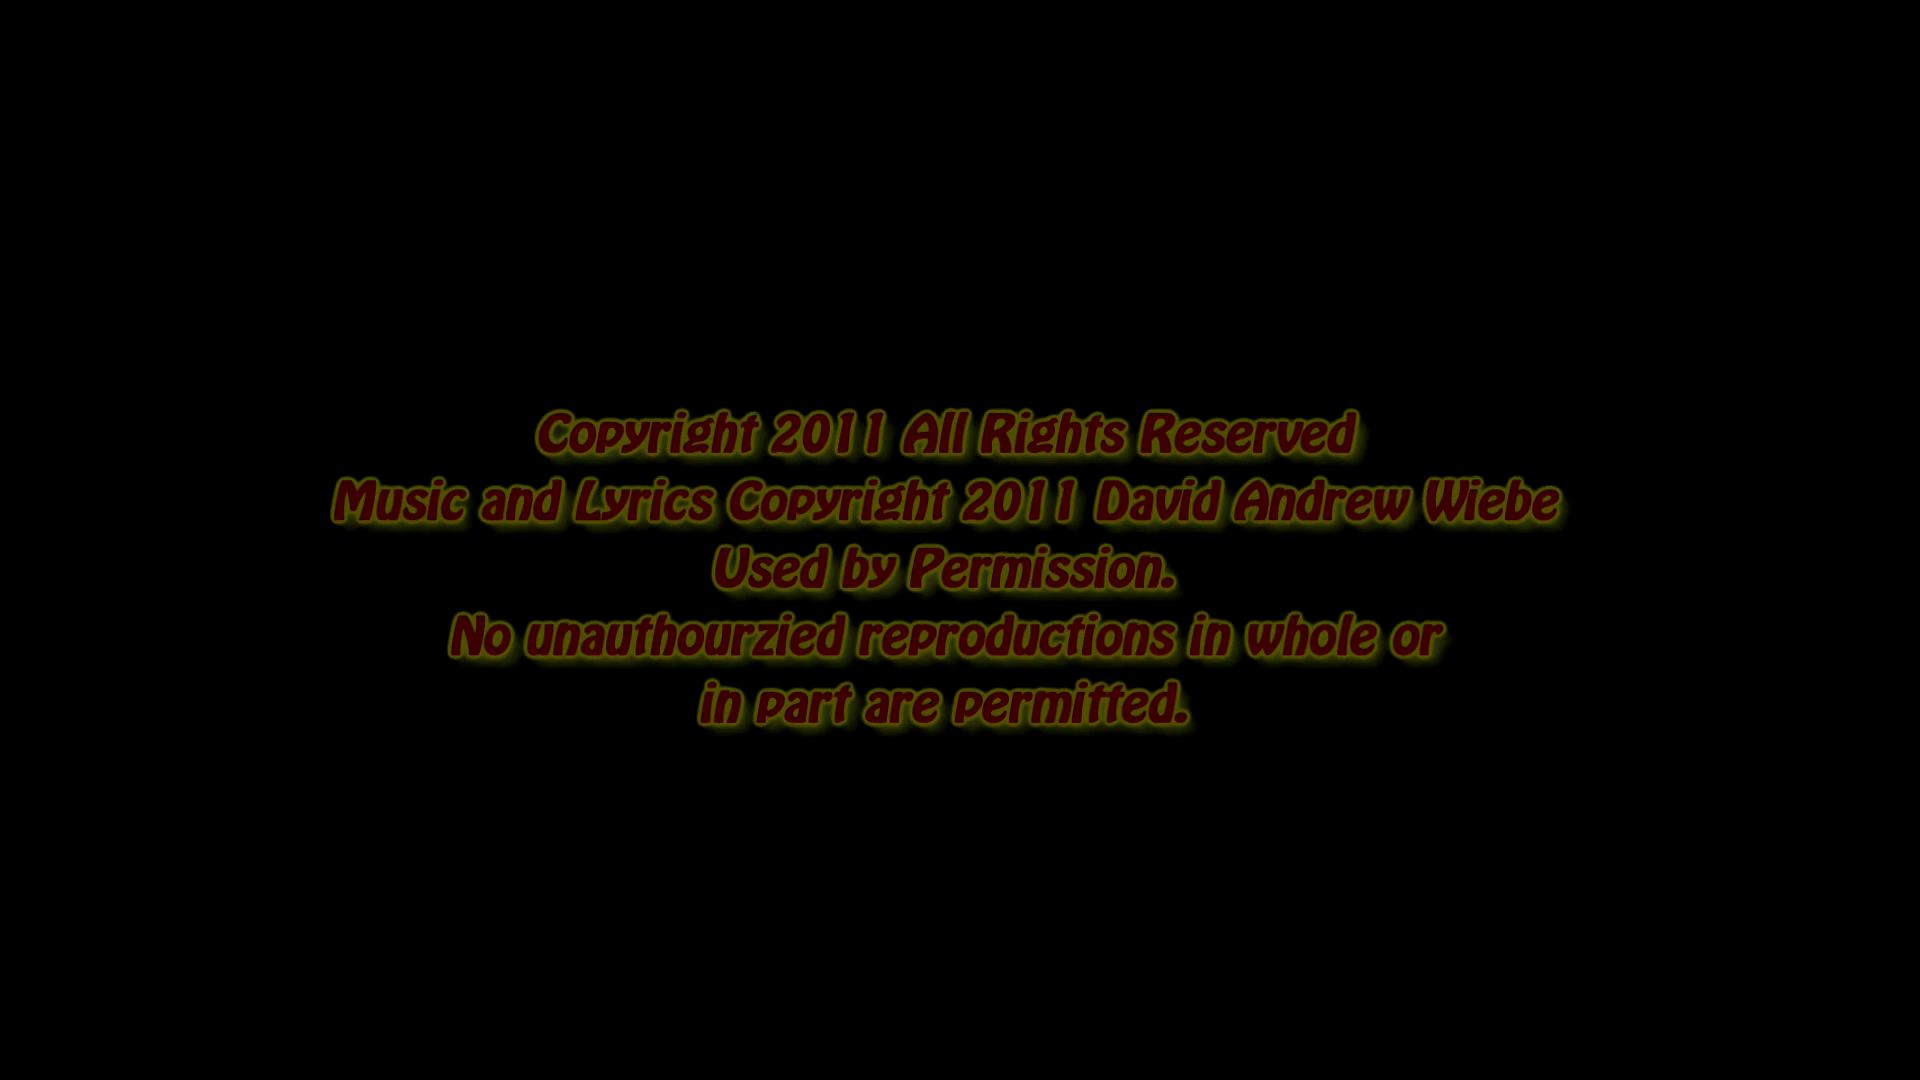 Copyright 2011 All Rights Reserved
Music and Lyrics Copyright 2011 David Andrew Wiebe
Used by Permission.
No unauthourzied reproductions in whole or
in part are permitted.